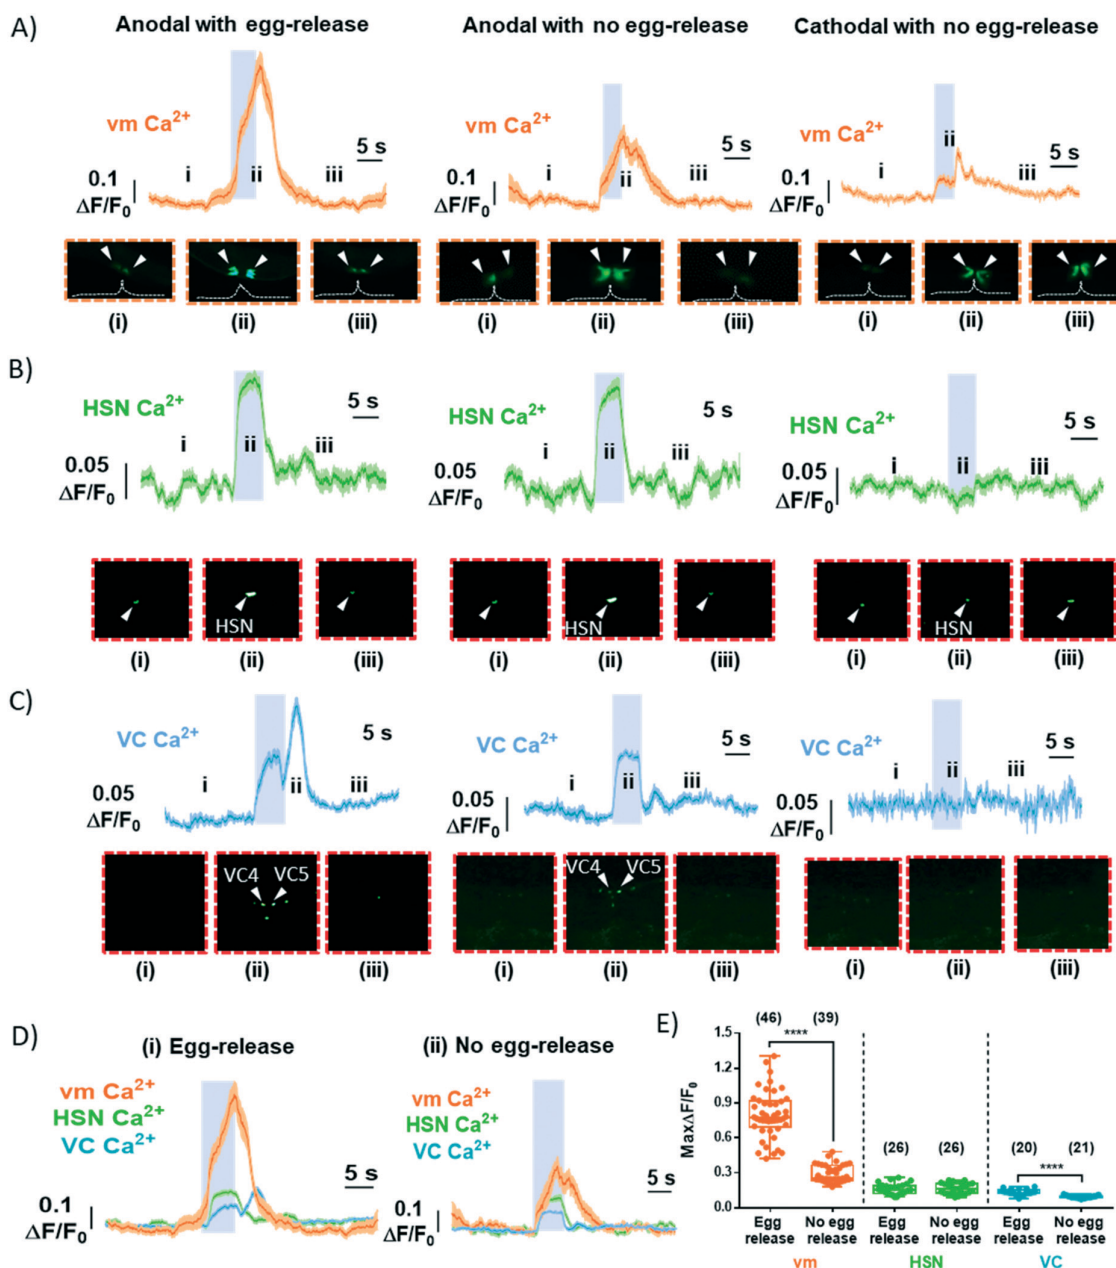 A)
Anodal with egg-release
Anodal with no egg-release
Cathodal with no egg-release
vm Ca2+
vm Ca2+
vm Ca2+
5 s
5 s
5 s
i
ii
iii
i
ii
iii
i
ii
iii
0.1
ΔF/F0
0.1
ΔF/F0
0.1
ΔF/F0
(i)
(ii)
(iii)
(i)
(ii)
(iii)
(i)
(ii)
(iii)
B)
HSN Ca2+
HSN Ca2+
HSN Ca2+
5 s
5 s
5 s
i
ii
iii
i
ii
iii
i
ii
iii
0.05
ΔF/F0
0.05
ΔF/F0
0.05
ΔF/F0
HSN
HSN
HSN
(i)
(ii)
(iii)
(i)
(ii)
(iii)
(i)
(ii)
(iii)
C)
VC Ca2+
VC Ca2+
VC Ca2+
5 s
5 s
5 s
i
ii
iii
i
ii
iii
i
ii
iii
0.05
ΔF/F0
0.05
ΔF/F0
0.05
ΔF/F0
VC4
VC5
VC4
VC5
(i)
(ii)
(iii)
(i)
(ii)
(iii)
(i)
(ii)
(iii)
D)
(i) Egg-release
(ii) No egg-release
vm Ca2+
HSN Ca2+
VC Ca2+
vm Ca2+
HSN Ca2+
VC Ca2+
5 s
5 s
0.1
ΔF/F0
0.1
ΔF/F0
E)
MaxΔF/F0
1.5
1.2
0.9
0.6
0.3
0.0
(46)
(39)
****
(26)
(26)
(20)
(21)
****
Egg release
No egg release
Egg release
No egg release
Egg release
No egg release
vm
HSN
VC